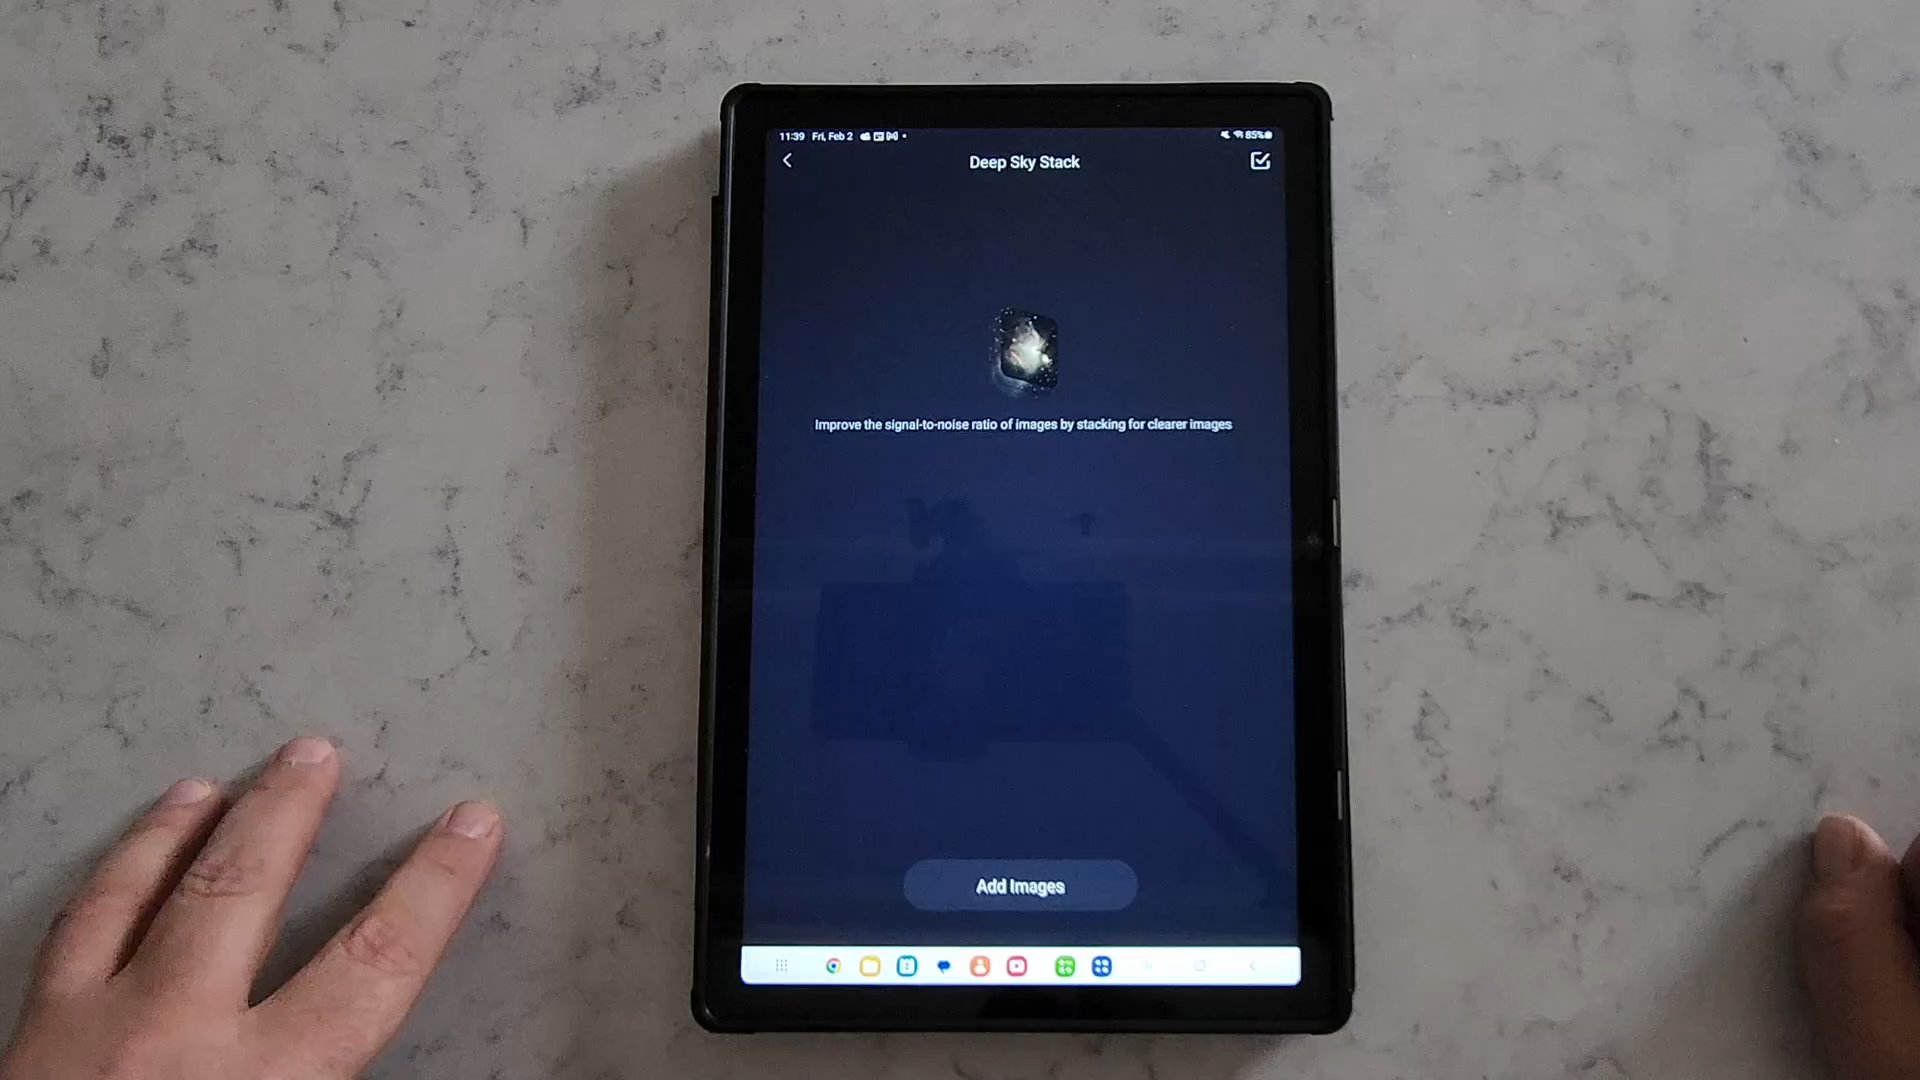 11:39 Fri, Feb 2
85%
Deep Sky Stack
Improve the signal-to-noise ratio of images by stacking for clearer images
Add Images